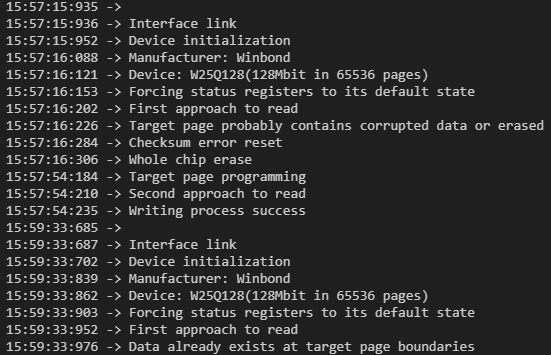 15:57:15:935 ->
15:57:15:936 -> Interface link
15:57:15:952 -> Device initialization
15:57:16:088 -> Manufacturer: Winbond
15:57:16:121 -> Device: W25Q128(128Mbit in 65536 pages)
15:57:16:153 -> Forcing status registers to its default state
15:57:16:202 -> First approach to read
15:57:16:226 -> Target page probably contains corrupted data or erased
15:57:16:284 -> Checksum error reset
15:57:16:306 -> Whole chip erase
15:57:54:184 -> Target page programming
15:57:54:210 -> Second approach to read
15:57:54:235 -> Writing process success
15:59:33:685 ->
15:59:33:687 -> Interface link
15:59:33:702 -> Device initialization
15:59:33:839 -> Manufacturer: Winbond
15:59:33:862 -> Device: W25Q128(128Mbit in 65536 pages)
15:59:33:903 -> Forcing status registers to its default state
15:59:33:952 -> First approach to read
15:59:33:976 -> Data already exists at target page boundaries